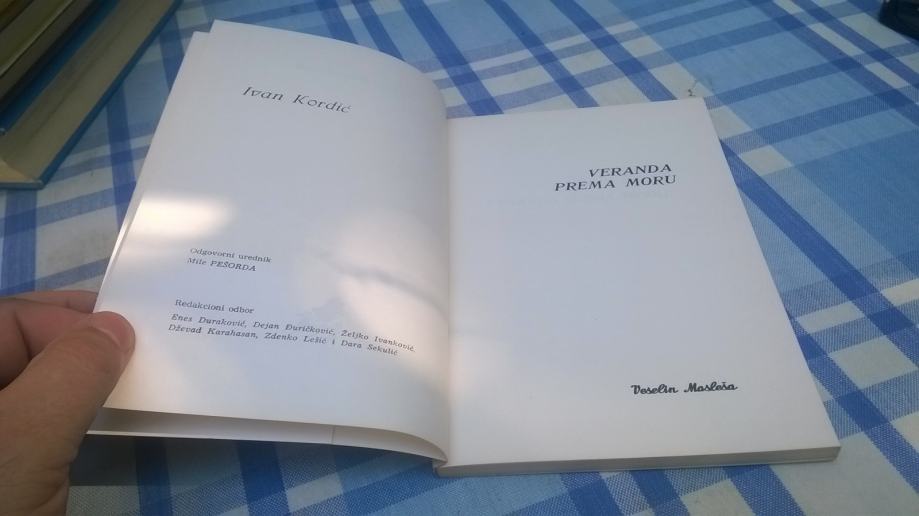 Ivan Kordić
Odgovorni urednik
Mile PEŠORDA
Redakcioni odbor
Enes Duraković, Dejan Đuričković, Željko Ivanković,
Dževad Karahasan, Zdenko Lešić i Dara Sekulić
VERANDA
PREMA MORU
Veselin Masleša